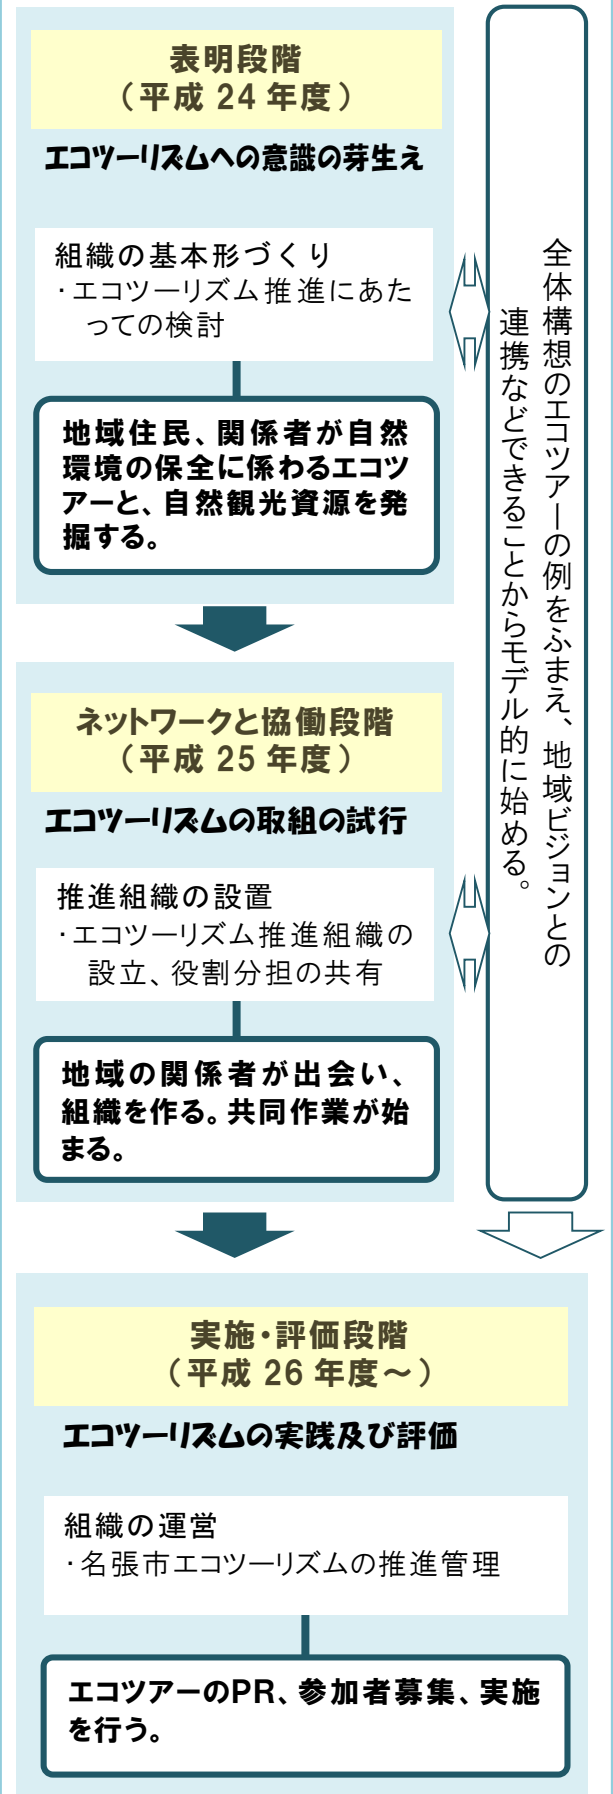 表明段階
（平成 24 年度）
エコツーリズムへの意識の芽生え
組織の基本形づくり
・エコツーリズム推進にあた
っての検討
地域住民、関係者が自然
環境の保全に係わるエコツ
アーと、自然観光資源を発
掘する。
ネットワークと協働段階
（平成 25 年度）
エコツーリズムの取組の試行
推進組織の設置
・エコツーリズム推進組織の
設立、役割分担の共有
地域の関係者が出会い、
組織を作る。共同作業が始
まる。
全体構想のエコツアーの例をふまえ、地域ビジョンとの
連携などできることからモデル的に始める。
実施・評価段階
（平成 26 年度～）
エコツーリズムの実践及び評価
組織の運営
・名張市エコツーリズムの推進管理
エコツアーのPR、参加者募集、実施
を行う。